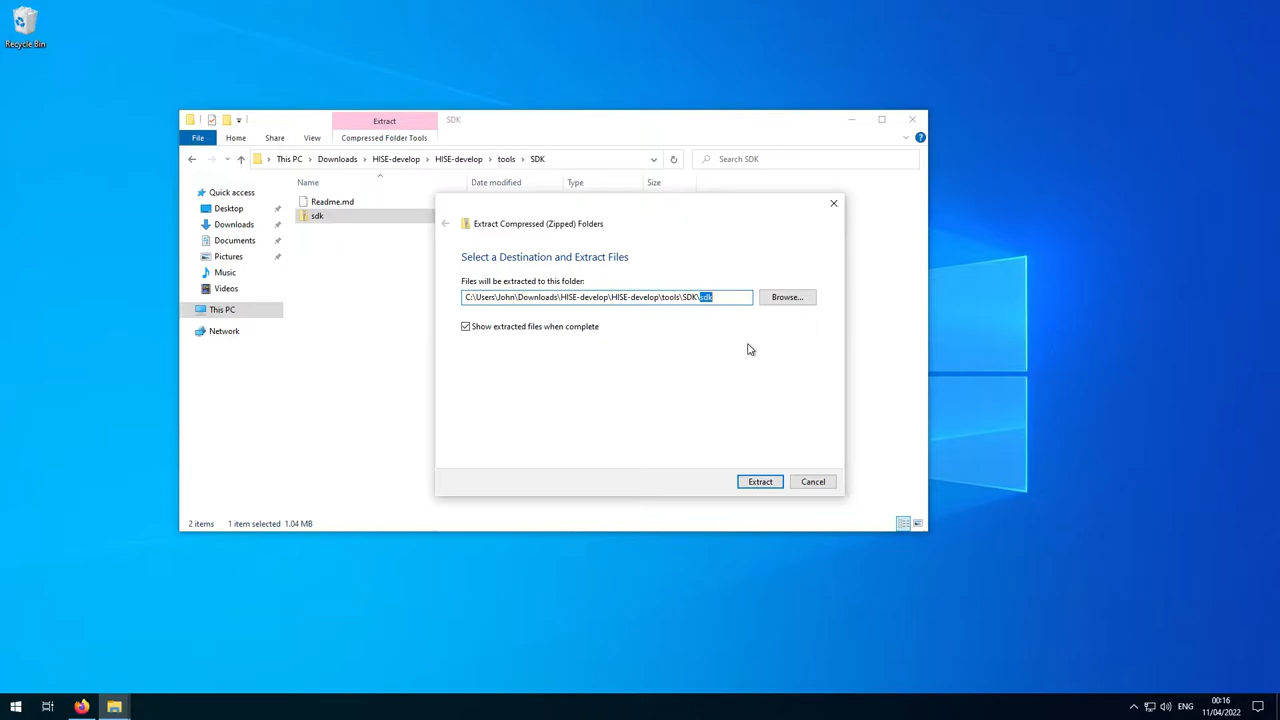 Recycle Bin
Extract
SDK
File
Home
Share
View
Compressed Folder Tools
This PC
Downloads
HISE-develop
HISE-develop
tools
SDK
Search SDK
Name
Date modified
Type
Size
Quick access
Desktop
Downloads
Documents
Pictures
Music
Videos
This PC
Network
Readme.md
sdk
Extract Compressed (Zipped) Folders
Select a Destination and Extract Files
Files will be extracted to this folder:
C:\Users\John\Downloads\HISE-develop\HISE-develop\tools\SDK\sdk
Browse...
Show extracted files when complete
Extract
Cancel
2 items
1 item selected 1.04 MB
ENG
00:16
11/04/2022